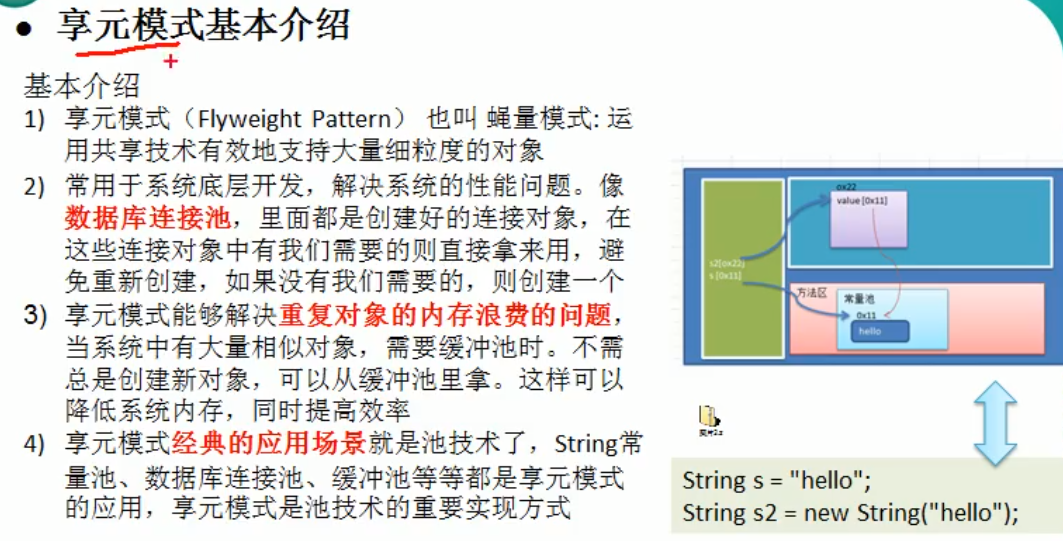 ● 享元模式基本介绍
基本介绍
1) 享元模式（Flyweight Pattern） 也叫 蝇量模式: 运
用共享技术有效地支持大量细粒度的对象
2) 常用于系统底层开发，解决系统的性能问题。像
数据库连接池，里面都是创建好的连接对象，在
这些连接对象中有我们需要的则直接拿来用，避
免重新创建，如果没有我们需要的，则创建一个
3) 享元模式能够解决重复对象的内存浪费的问题，
当系统中有大量相似对象，需要缓冲池时。不需
总是创建新对象，可以从缓冲池里拿。这样可以
降低系统内存，同时提高效率
4) 享元模式经典的应用场景就是池技术了，String常
量池、数据库连接池、缓冲池等等都是享元模式
的应用，享元模式是池技术的重要实现方式
ox22
value [0x11]
s2[ox22]
s [0x11]
方法区
常量池
0x11
hello
String s = "hello";
String s2 = new String("hello");